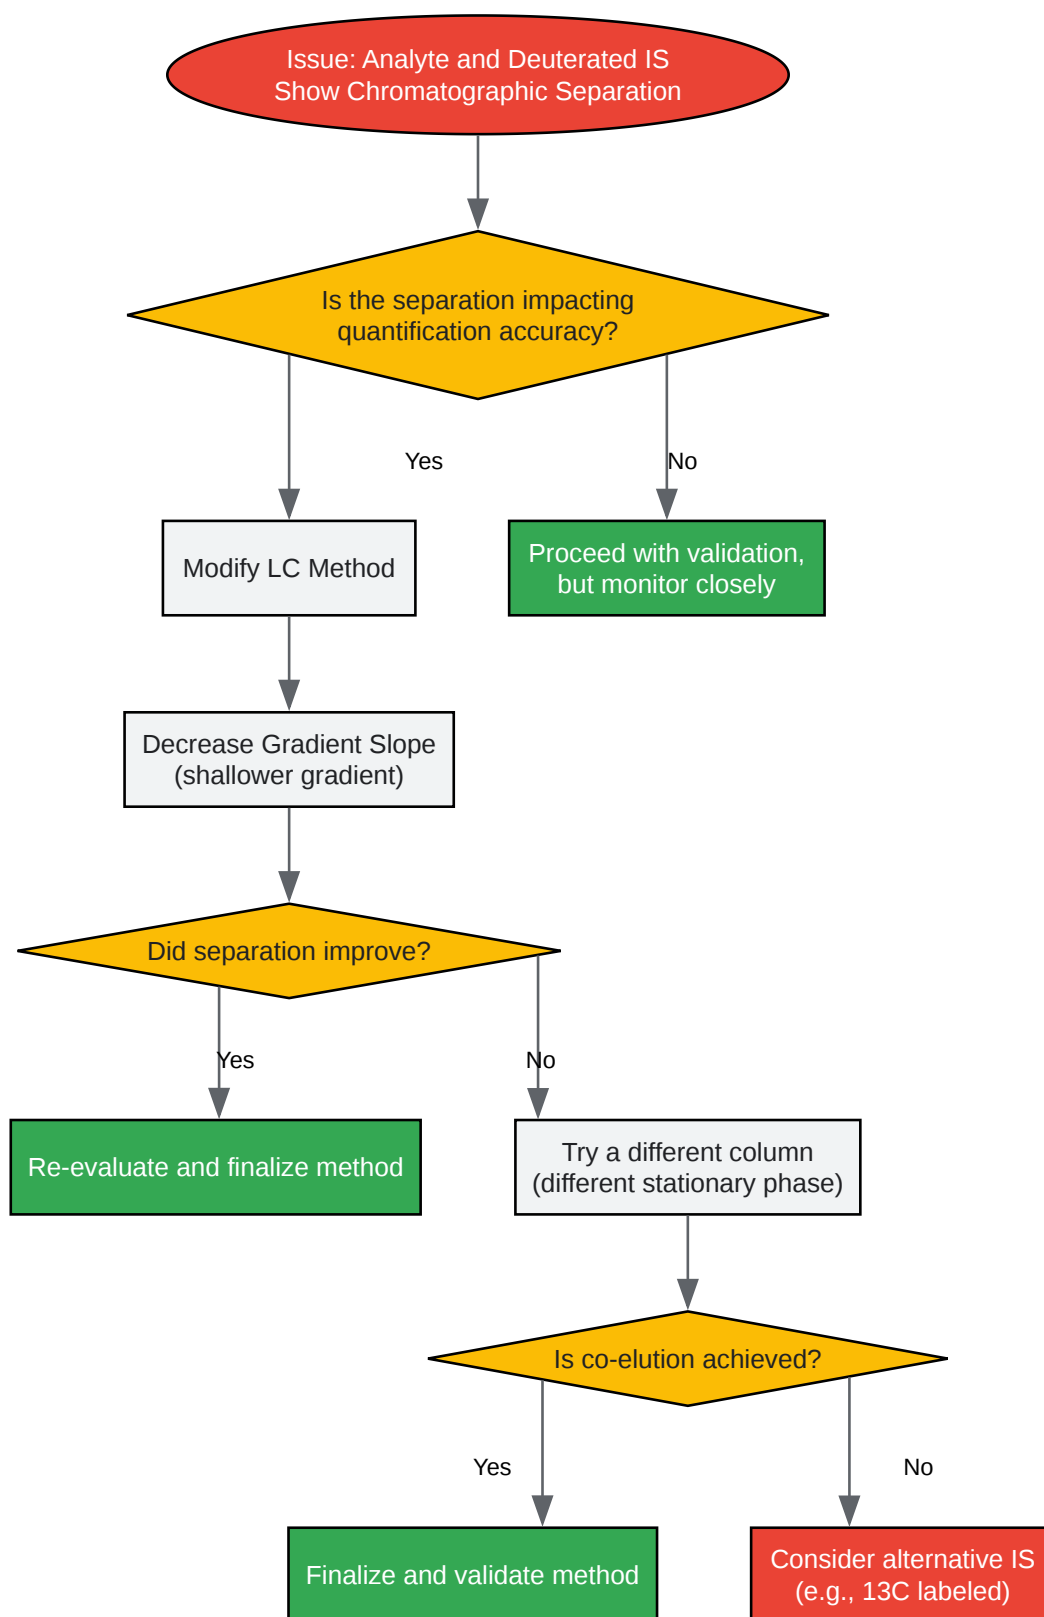 Issue: Analyte and Deuterated IS
Show Chromatographic Separation
Is the separation impacting
quantification accuracy?
Yes
No
Modify LC Method
Proceed with validation,
but monitor closely
Decrease Gradient Slope
(shallower gradient)
Did separation improve?
Yes
No
Re-evaluate and finalize method
Try a different column
(different stationary phase)
Is co-elution achieved?
Yes
No
Finalize and validate method
Consider alternative IS
(e.g., 13C labeled)